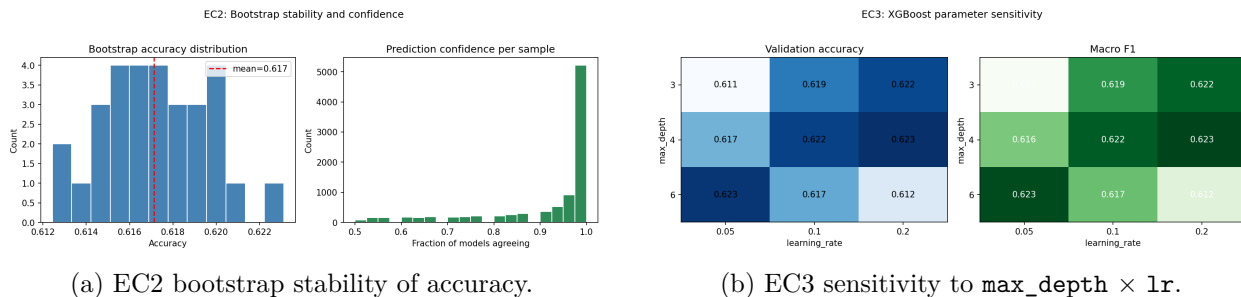 EC2: Bootstrap stability and confidence
Bootstrap accuracy distribution
4.0
3.5
3.0
2.5
2.0
1.5
1.0
0.5
0.0
Count
mean=0.617
0.612 0.614 0.616 0.618 0.620 0.622
Accuracy
Prediction confidence per sample
5000
4000
3000
2000
1000
0
Count
0.5 0.6 0.7 0.8 0.9 1.0
Fraction of models agreeing
(a) EC2 bootstrap stability of accuracy.
EC3: XGBoost parameter sensitivity
Validation accuracy
max_depth
3 0.611 0.619 0.622
4 0.617 0.622 0.623
6 0.623 0.617 0.612
0.05 0.1 0.2
learning_rate
Macro F1
max_depth
3 0.619 0.622
4 0.616 0.622 0.623
6 0.623 0.617 0.612
0.05 0.1 0.2
learning_rate
(b) EC3 sensitivity to max_depth × lr.